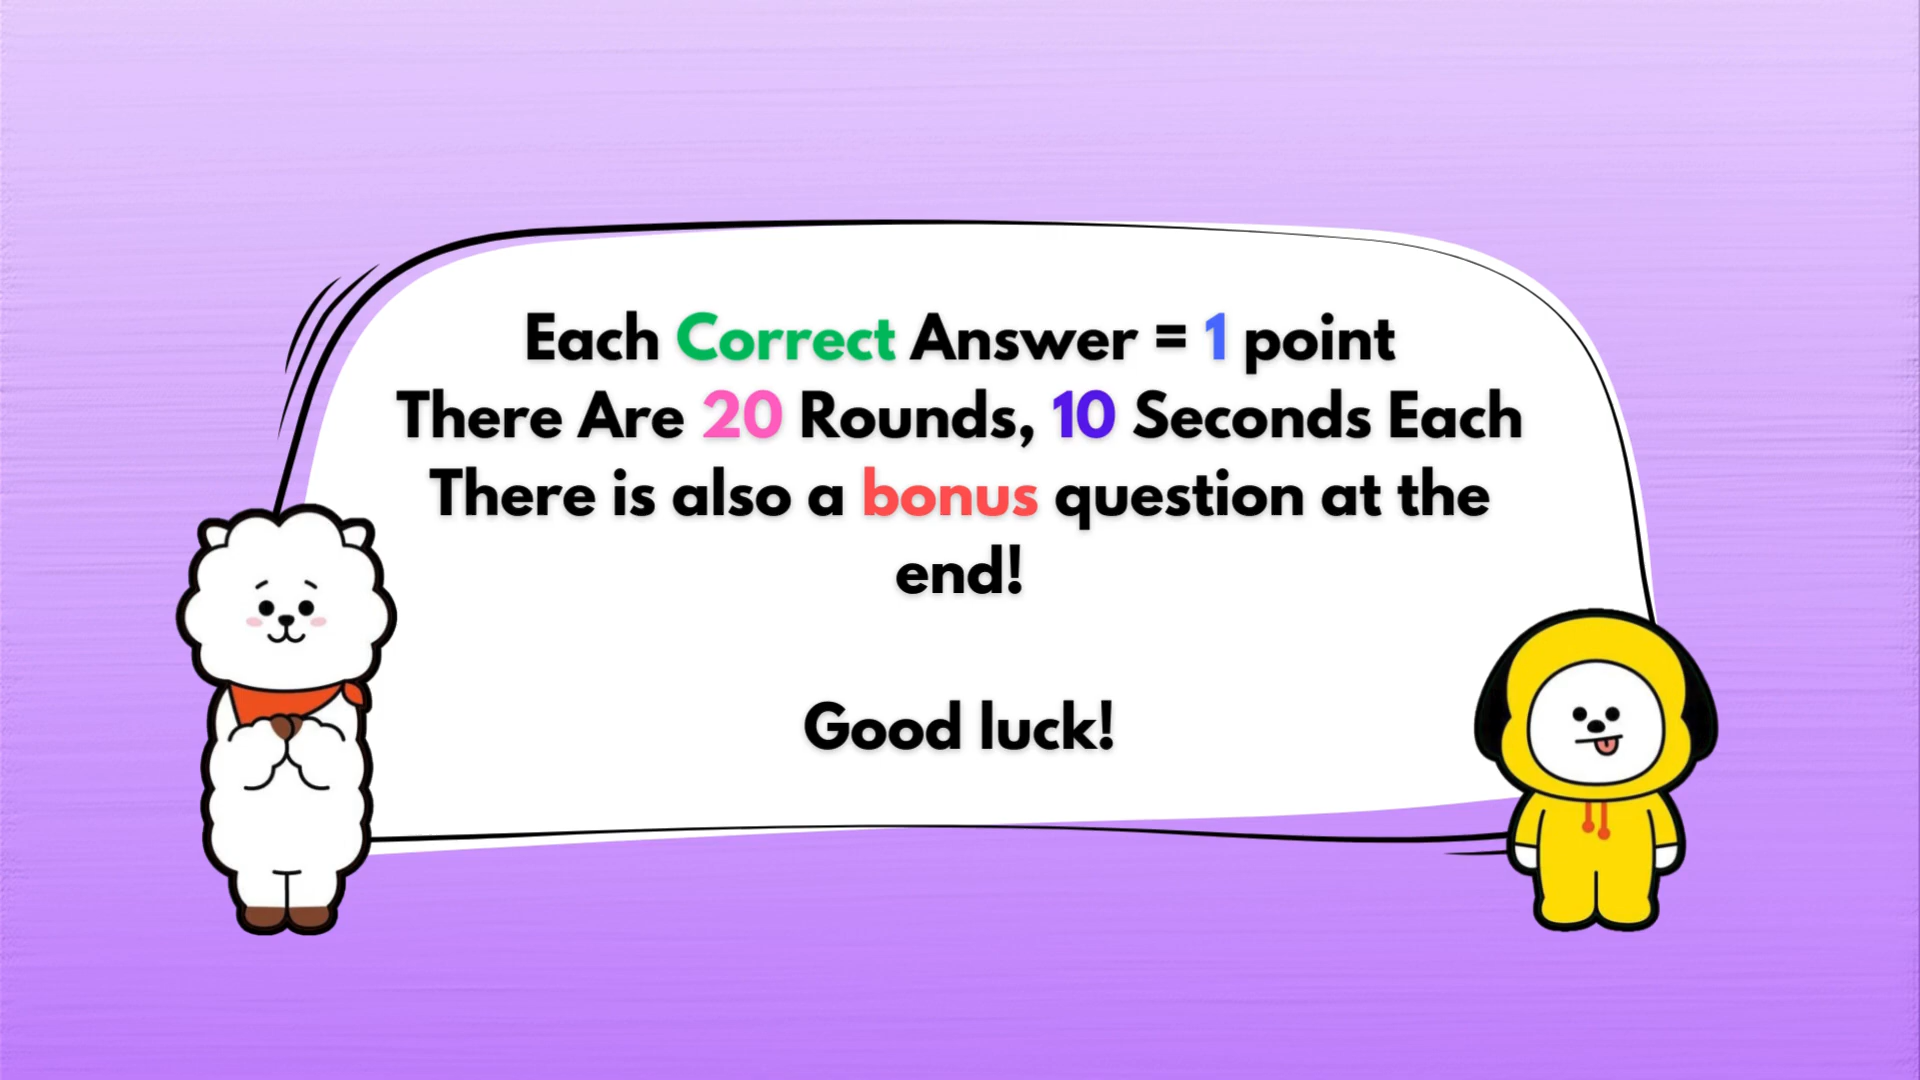 Each Correct Answer = 1 point
There Are 20 Rounds, 10 Seconds Each
There is also a bonus question at the
end!
Good luck!